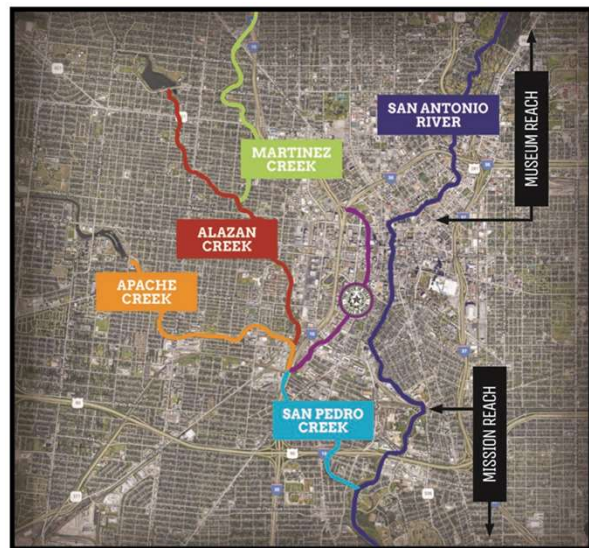 SAN ANTONIO
RIVER
MUSEUM REACH
MARTINEZ
CREEK
ALAZAN
CREEK
APACHE
CREEK
SAN PEDRO
CREEK
MISSION REACH